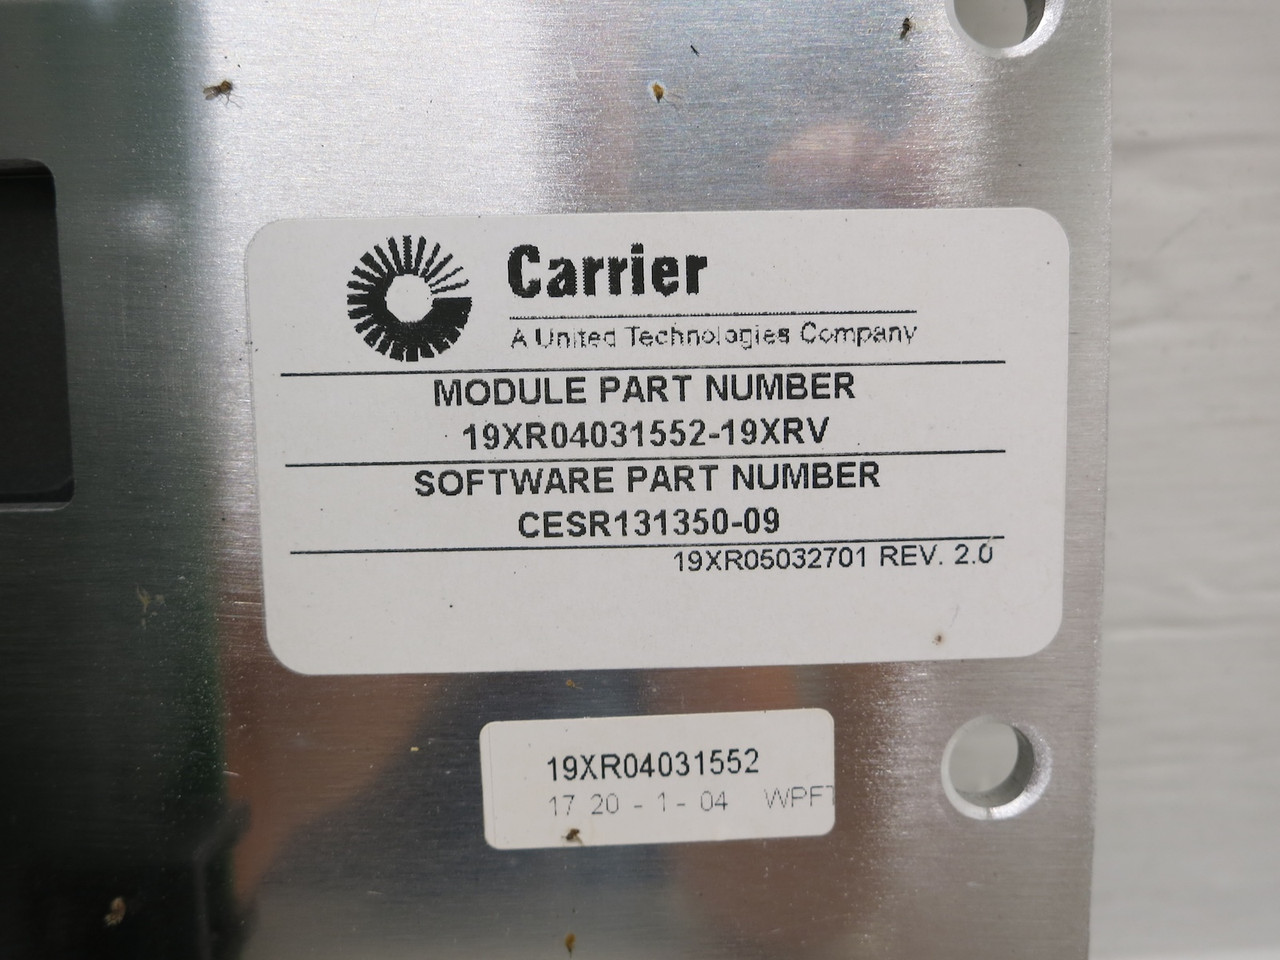 Carrier
A United Technologies Company
MODULE PART NUMBER
19XR04031552-19XRV
SOFTWARE PART NUMBER
CESR131350-09
19XR05032701 REV. 2.0
19XR04031552
17 20 - 1 - 04 WPFT